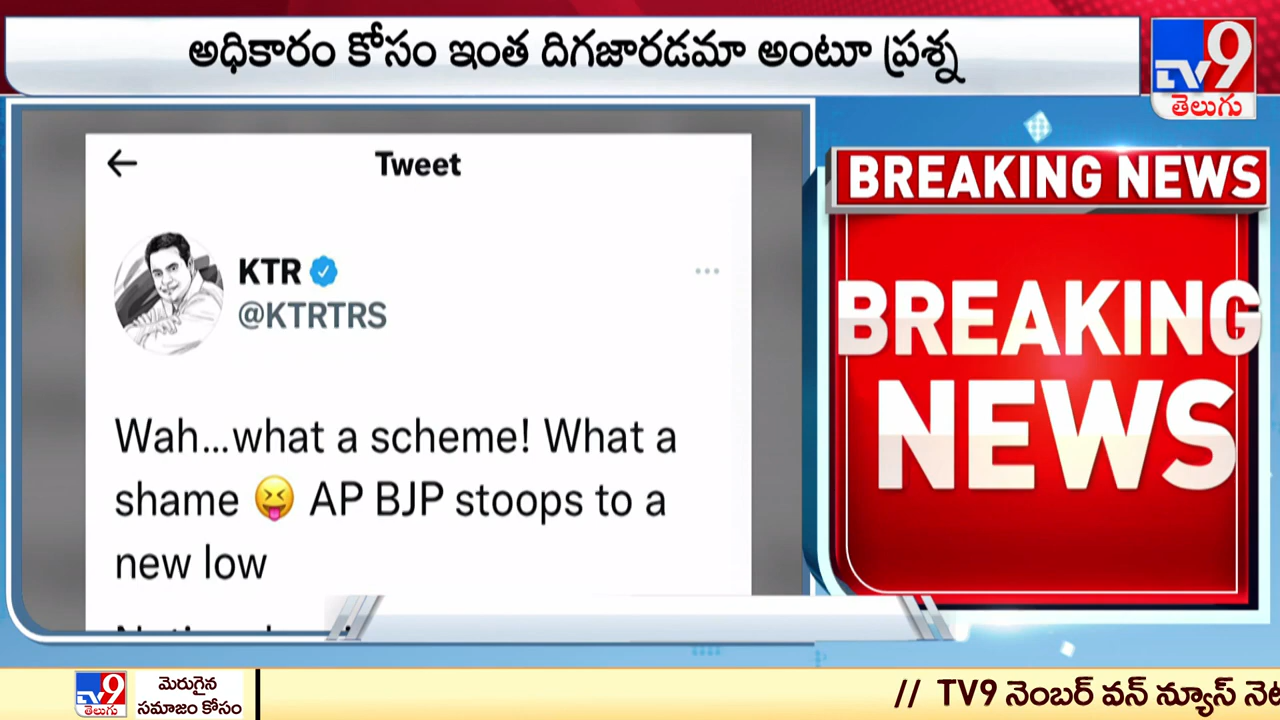 అధికారం కోసం ఇంత దిగజారడమా అంటూ ప్రశ్న
TV9
తెలుగు
BREAKING NEWS
BREAKING
NEWS
← Tweet
KTR
@KTRTRS
...
Wah...what a scheme! What a
shame 😝 AP BJP stoops to a
new low
TV9
తెలుగు
మెరుగైన
సమాజం కోసం
// TV9 నెంబర్ వన్ న్యూస్